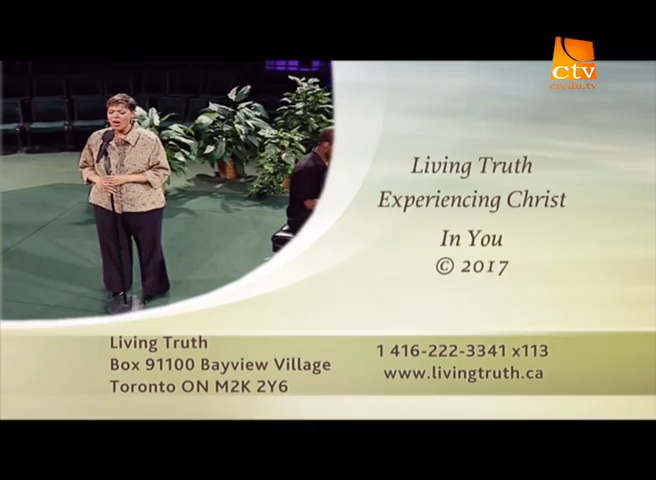 ctv
credo.tv
Living Truth
Experiencing Christ
In You
© 2017
Living Truth
Box 91100 Bayview Village
Toronto ON M2K 2Y6
1 416-222-3341 x113
www.livingtruth.ca